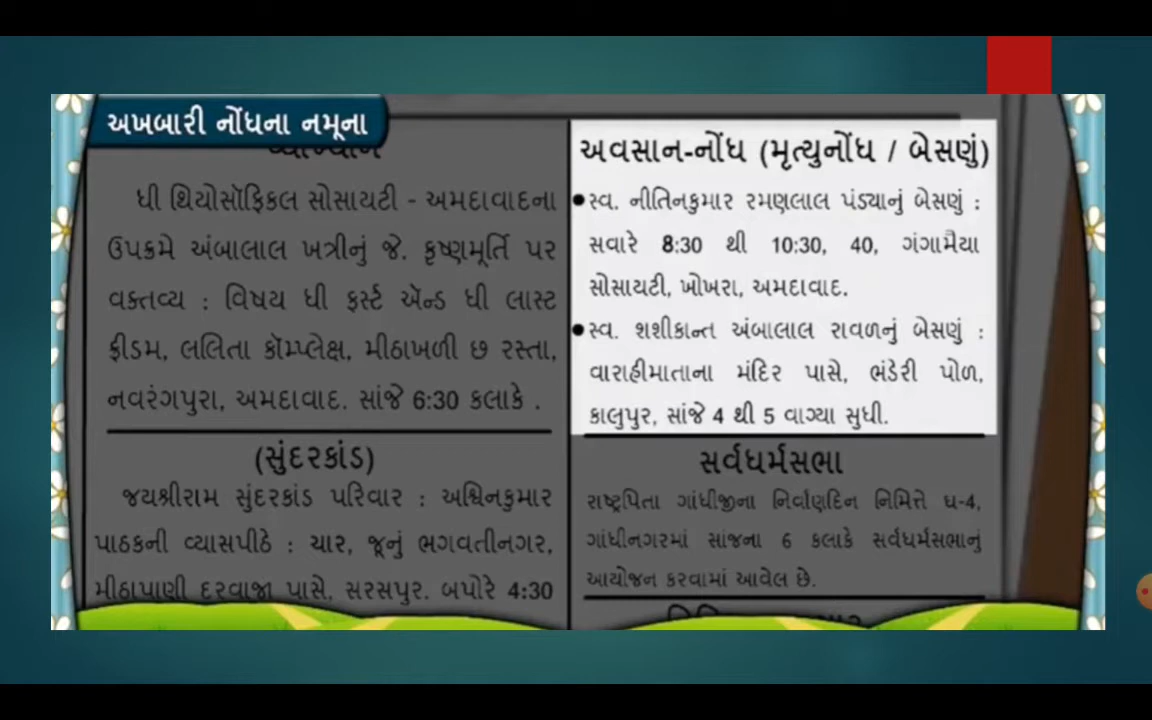 અખબારી નોંધના નમૂના
ધી થિયોસૉફિકલ સોસાયટી - અમદાવાદના
ઉપક્રમે અંબાલાલ ખત્રીનું જે. કૃષ્ણમૂર્તિ પર
વક્તવ્ય : વિષય ધી ફર્સ્ટ ઍન્ડ ધી લાસ્ટ
ફ્રીડમ, લલિતા કૉમ્પ્લેક્ષ, મીઠાખળી છ રસ્તા,
નવરંગપુરા, અમદાવાદ. સાંજે 6:30 કલાકે .
(સુંદરકાંડ)
જયશ્રીરામ સુંદરકાંડ પરિવાર : અશ્વિનકુમાર
પાઠકની વ્યાસપીઠે : ચાર, જૂનું ભગવતીનગર,
મીઠાપાણી દરવાજા પાસે, સરસપુર. બપોરે 4:30
અવસાન-નોંધ (મૃત્યુનોંધ / બેસણું)
•સ્વ. નીતિનકુમાર રમણલાલ પંડ્યાનું બેસણું :
સવારે 8:30 થી 10:30, 40, ગંગામૈયા
સોસાયટી, ખોખરા, અમદાવાદ.
•સ્વ. શશીકાન્ત અંબાલાલ રાવળનું બેસણું :
વારાહીમાતાના મંદિર પાસે, ભંડેરી પોળ,
કાલુપુર, સાંજે 4 થી 5 વાગ્યા સુધી.
સર્વધર્મસભા
રાષ્ટ્રપિતા ગાંધીજીના નિર્વાણદિન નિમિત્તે ઘ-4,
ગાંધીનગરમાં સાંજના 6 કલાકે સર્વધર્મસભાનું
આયોજન કરવામાં આવેલ છે.